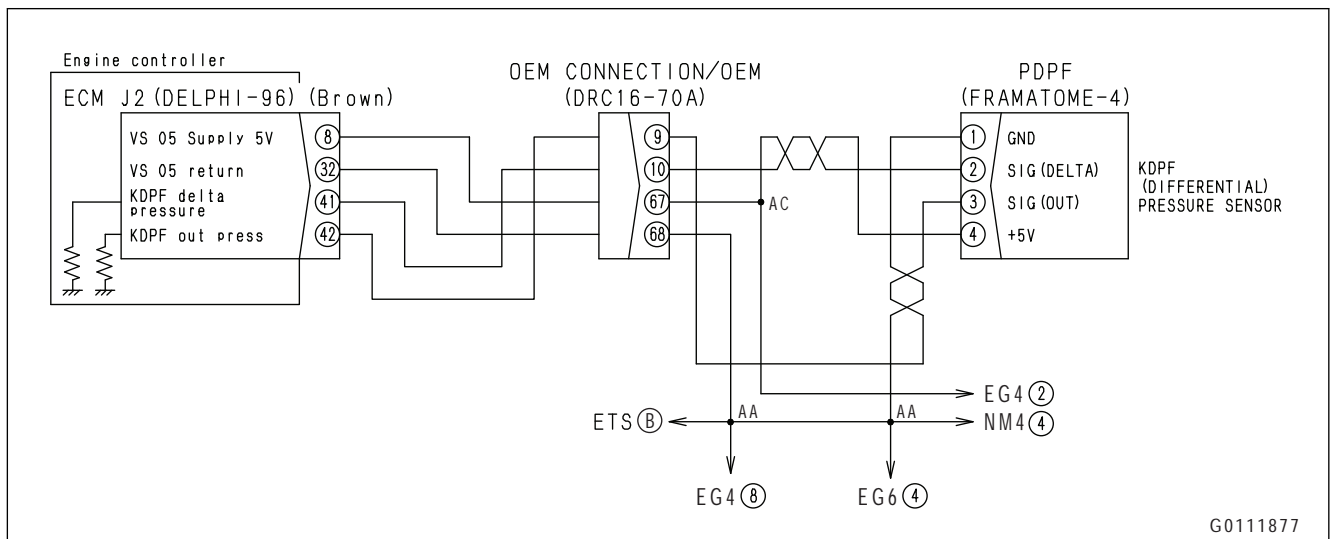 Engine controller
ECM J2 (DELPHI-96) (Brown)
VS 05 Supply 5V 8
VS 05 return 32
KDPF delta
pressure 41
KDPF out press 42
OEM CONNECTION/OEM
(DRC16-70A)
9
10
67
68
AC
PDPF
(FRAMATOME-4)
1 GND
2 SIG (DELTA)
3 SIG (OUT)
4 +5V
KDPF
(DIFFERENTIAL)
PRESSURE SENSOR
EG4 2
ETS B AA AA NM4 4
EG4 8 EG6 4
G0111877